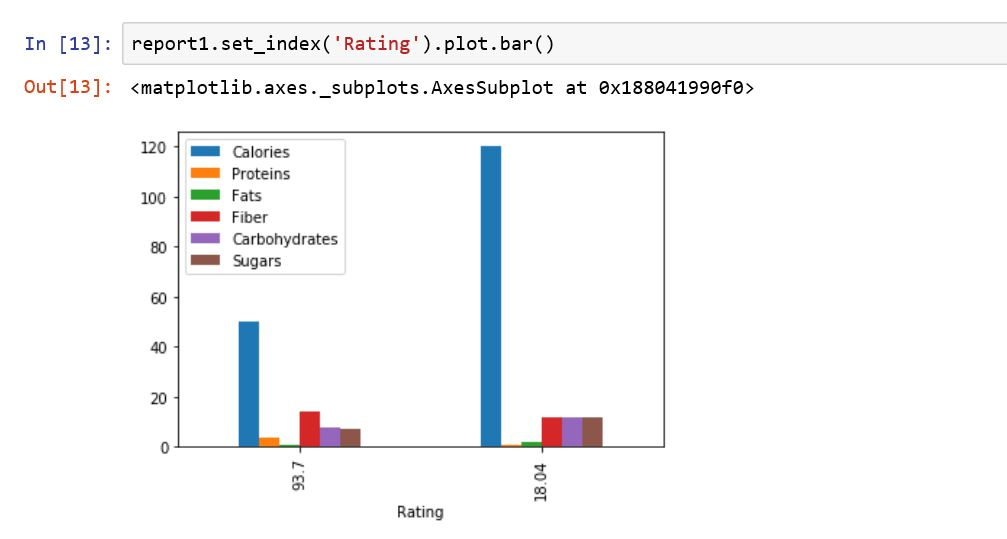 In [13]: report1.set_index('Rating').plot.bar()
Out[13]: <matplotlib.axes._subplots.AxesSubplot at 0x188041990f0>
120
100
80
60
40
20
0
Calories
Proteins
Fats
Fiber
Carbohydrates
Sugars
93.7
18.04
Rating